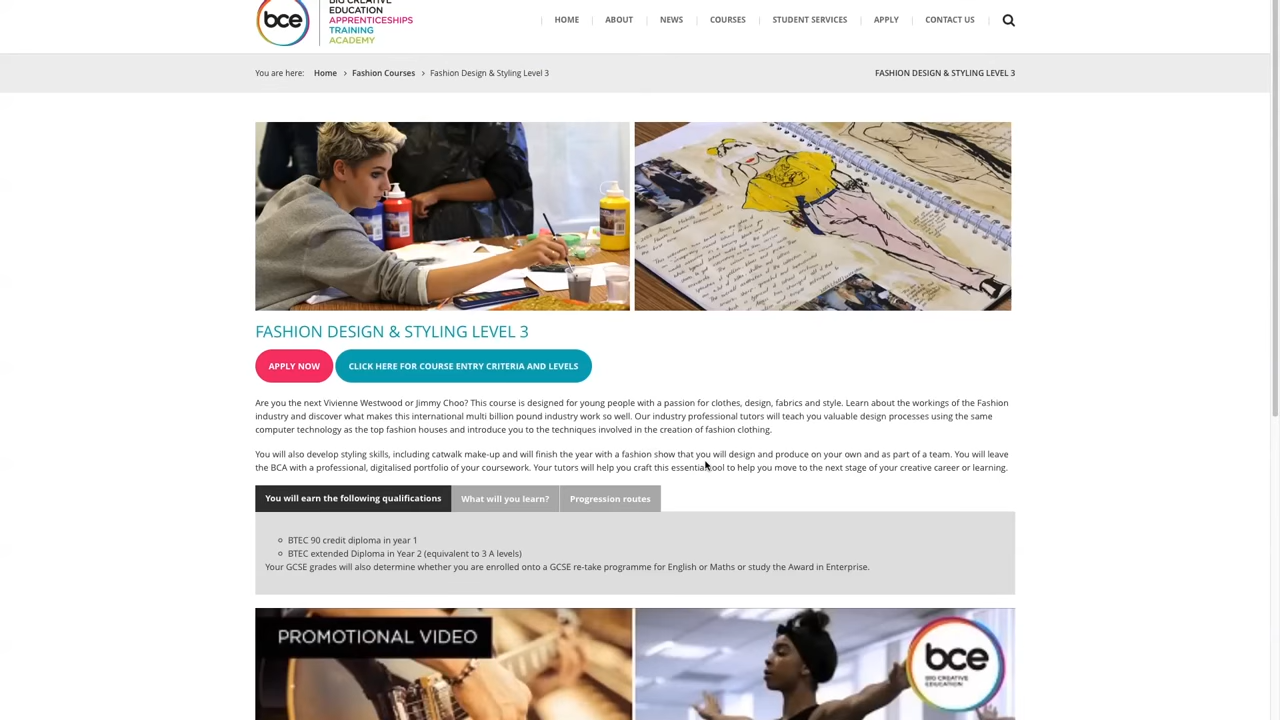 BIG CREATIVE
EDUCATION
APPRENTICESHIPS
TRAINING
ACADEMY
bce
HOME ABOUT NEWS COURSES STUDENT SERVICES APPLY CONTACT US
You are here: Home > Fashion Courses > Fashion Design & Styling Level 3
FASHION DESIGN & STYLING LEVEL 3
FASHION DESIGN & STYLING LEVEL 3
APPLY NOW
CLICK HERE FOR COURSE ENTRY CRITERIA AND LEVELS
Are you the next Vivienne Westwood or Jimmy Choo? This course is designed for young people with a passion for clothes, design, fabrics and style. Learn about the workings of the Fashion
industry and discover what makes this international multi billion pound industry work so well. Our industry professional tutors will teach you valuable design processes using the same
computer technology as the top fashion houses and introduce you to the techniques involved in the creation of fashion clothing.
You will also develop styling skills, including catwalk make-up and will finish the year with a fashion show that you will design and produce on your own and as part of a team. You will leave
the BCA with a professional, digitalised portfolio of your coursework. Your tutors will help you craft this essential tool to help you move to the next stage of your creative career or learning.
You will earn the following qualifications
What will you learn?
Progression routes
BTEC 90 credit diploma in year 1
BTEC extended Diploma in Year 2 (equivalent to 3 A levels)
Your GCSE grades will also determine whether you are enrolled onto a GCSE re-take programme for English or Maths or study the Award in Enterprise.
PROMOTIONAL VIDEO
bce
BIG CREATIVE
EDUCATION